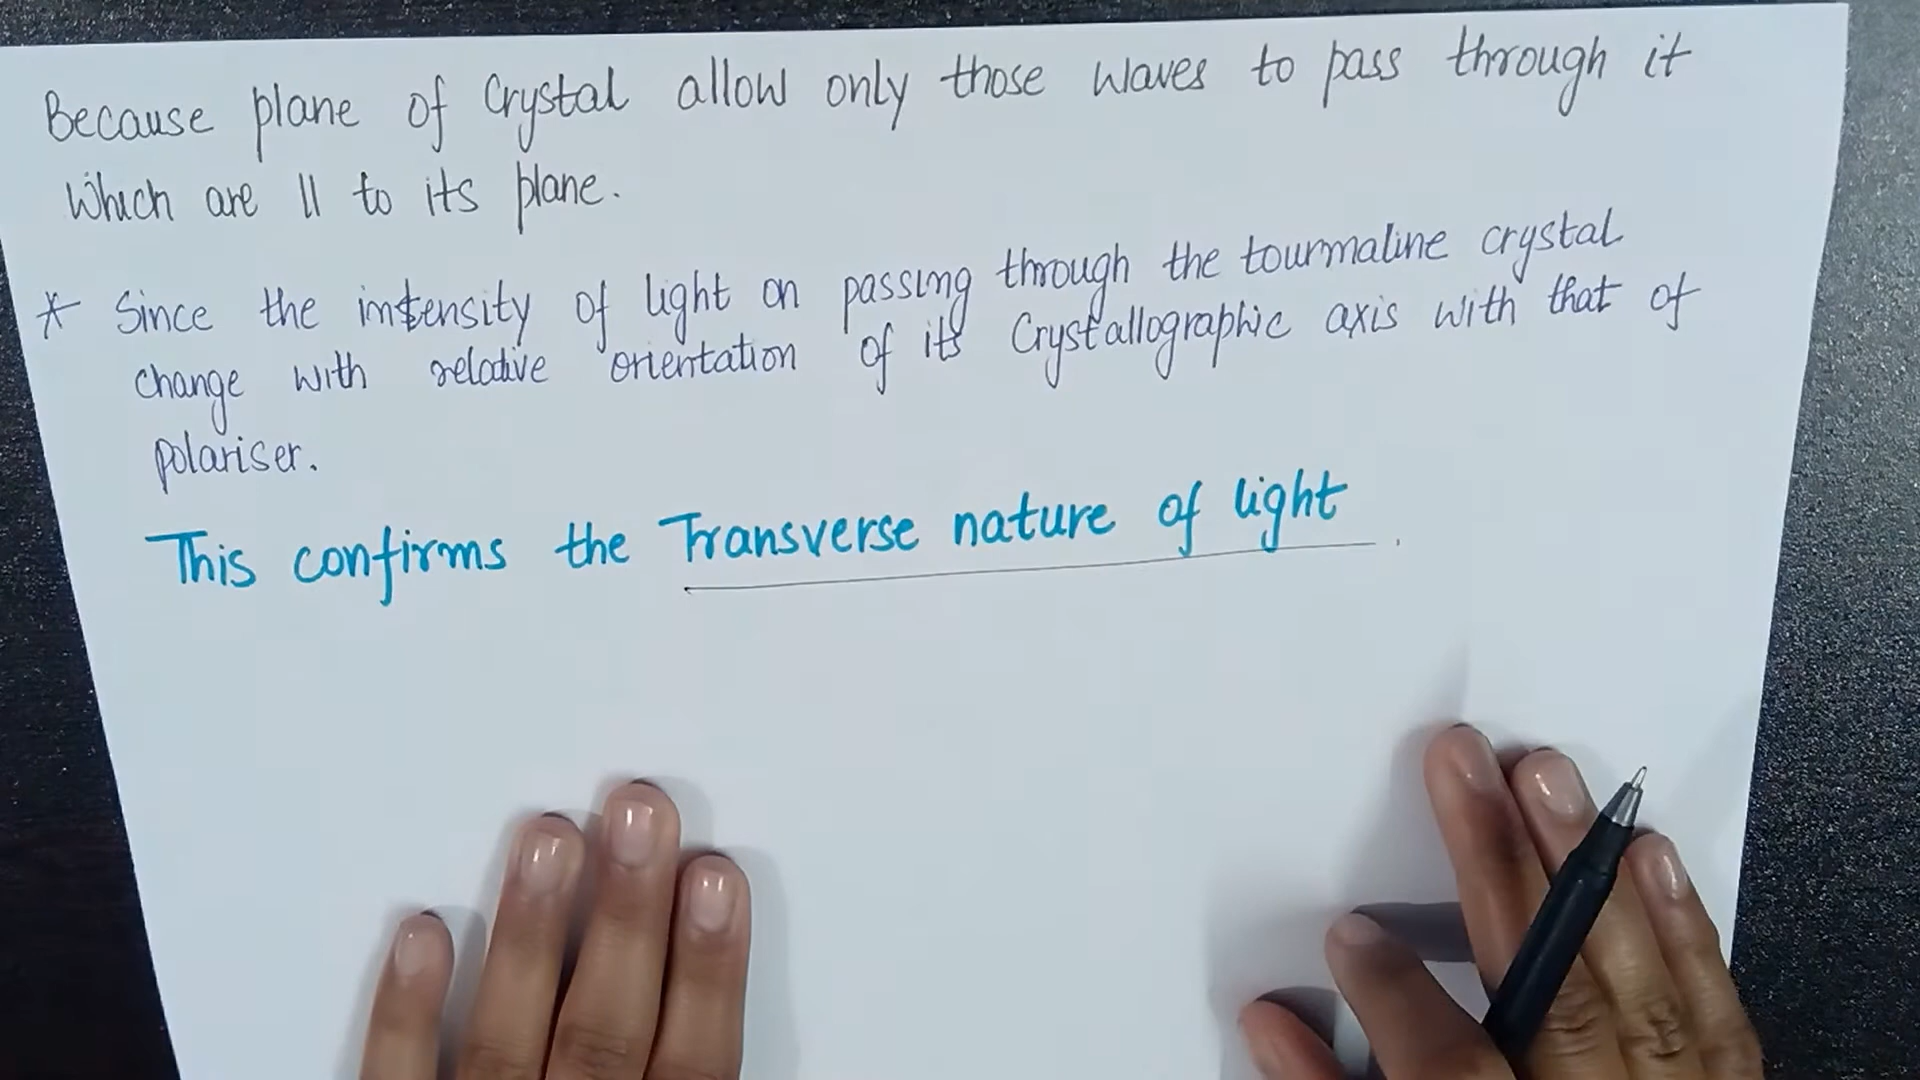 Because plane of Crystal allow only those waves to pass through it
Which are || to its plane.
* Since the intensity of light on passing through the tourmaline crystal
change with relative orientation of its Crystallographic axis with that of
polariser.
This confirms the Transverse nature of light.